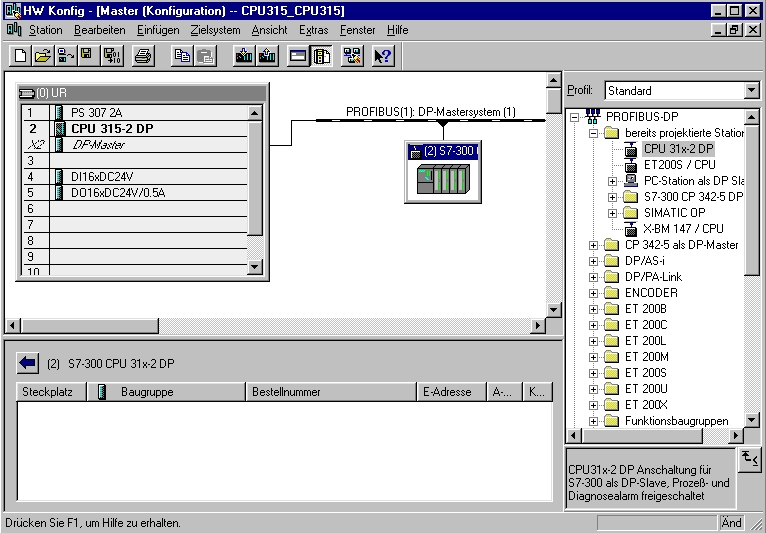 HW Konfig - [Master (Konfiguration) -- CPU315_CPU315]
Station Bearbeiten Einfügen Zielsystem Ansicht Extras Fenster Hilfe
(0) UR
1 PS 307 2A
2 CPU 315-2 DP
X2 DP-Master
3
4 DI16xDC24V
5 DO16xDC24V/0.5A
6
7
8
9
10
PROFIBUS(1): DP-Mastersystem (1)
(2) S7-300
Profil: Standard
PROFIBUS-DP
bereits projektierte Station
CPU 31x-2 DP
ET200S / CPU
PC-Station als DP Sla
S7-300 CP 342-5 DP
SIMATIC OP
X-BM 147 / CPU
CP 342-5 als DP-Master
DP/AS-i
DP/PA-Link
ENCODER
ET 200B
ET 200C
ET 200L
ET 200M
ET 200S
ET 200U
ET 200X
Funktionsbaugruppen
(2) S7-300 CPU 31x-2 DP
Steckplatz Baugruppe Bestellnummer E-Adresse A-... K...
CPU31x-2 DP Anschaltung für
S7-300 als DP-Slave, Prozeß- und
Diagnosealarm freigeschaltet
Drücken Sie F1, um Hilfe zu erhalten.
Änd